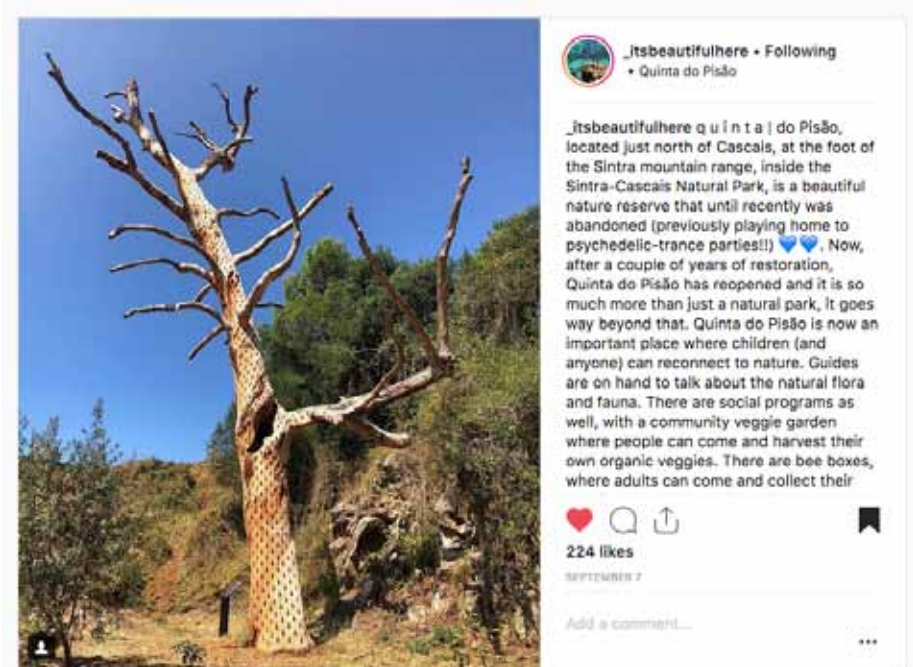 _itsbeautifulhere • Following
• Quinta do Pisão
_itsbeautifulhere q u i n t a | do Pisão,
located just north of Cascais, at the foot of
the Sintra mountain range, inside the
Sintra-Cascais Natural Park, is a beautiful
nature reserve that until recently was
abandoned (previously playing home to
psychedelic-trance parties!!) 💙💙. Now,
after a couple of years of restoration,
Quinta do Pisão has reopened and it is so
much more than just a natural park, it goes
way beyond that. Quinta do Pisão is now an
important place where children (and
anyone) can reconnect to nature. Guides
are on hand to talk about the natural flora
and fauna. There are social programs as
well, with a community veggie garden
where people can come and harvest their
own organic veggies. There are bee boxes,
where adults can come and collect their
224 likes
SEPTEMBER 7
Add a comment...